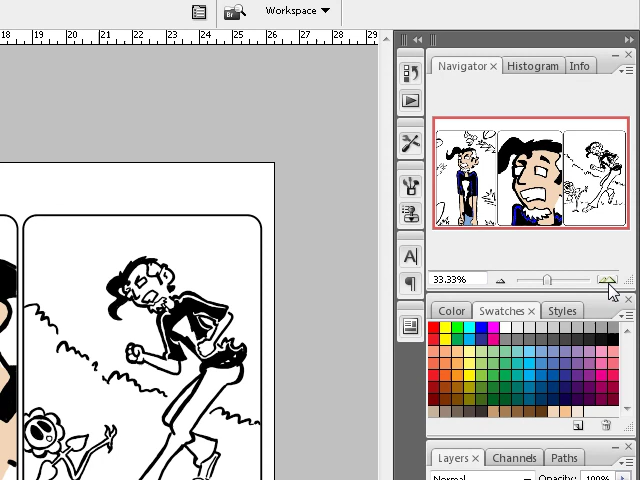 Br Workspace
18 19 20 21 22 23 24 25 26 27 28 29
Navigator × Histogram Info
33.33%
Color Swatches × Styles
A
Layers × Channels Paths
Normal Opacity: 100%